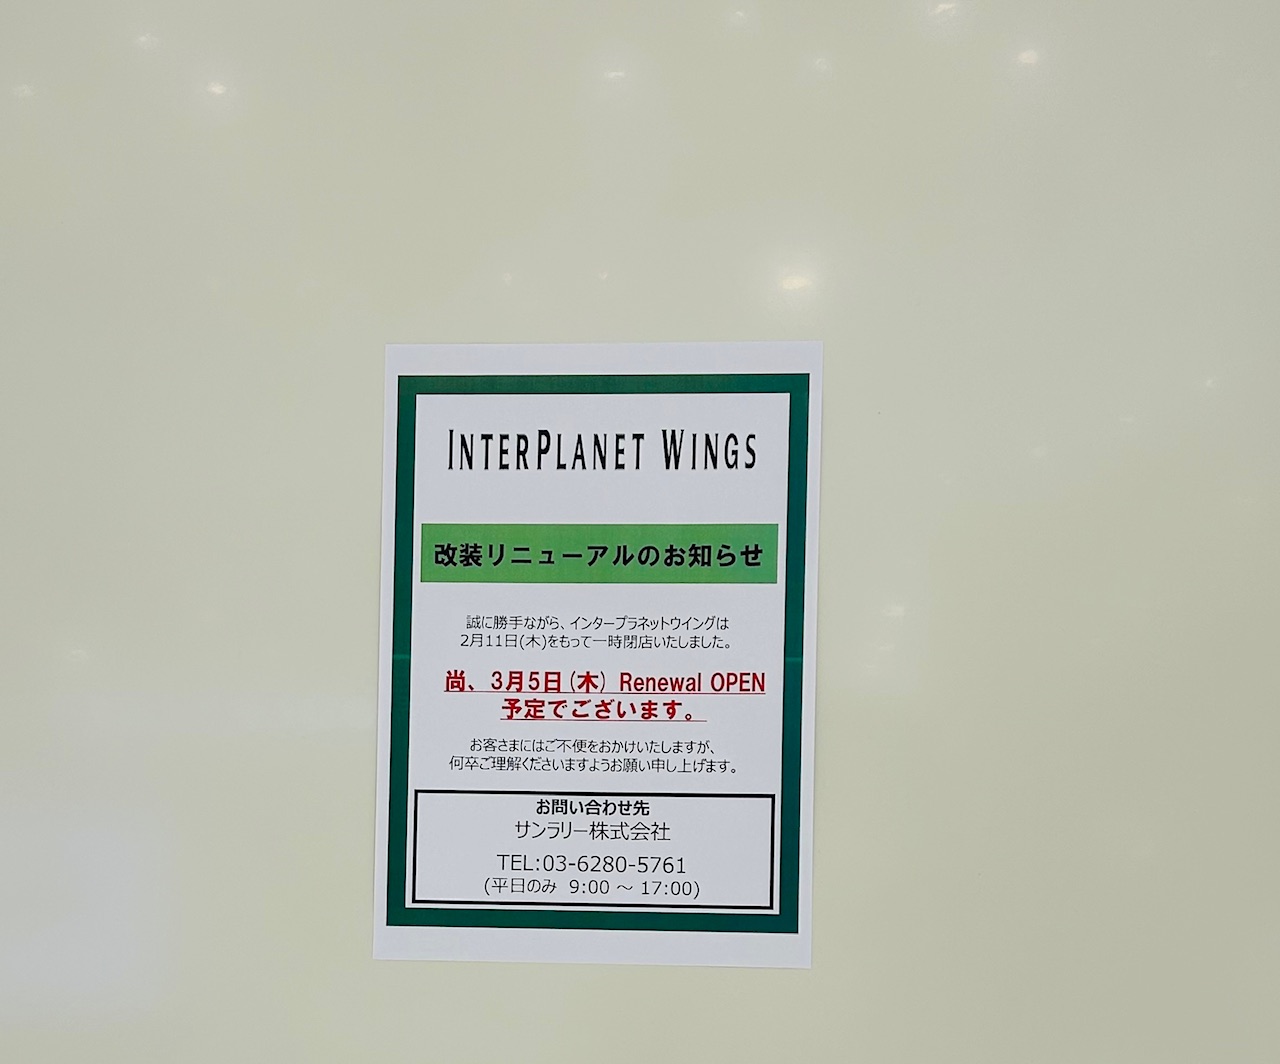 INTERPLANET WINGS
改装リニューアルのお知らせ
誠に勝手ながら、インタープラネットウイングは
2月11日(木)をもって一時閉店いたしました。
尚、3月5日(木) Renewal OPEN
予定でございます。
お客さまにはご不便をおかけいたしますが、
何卒ご理解くださいますようお願い申し上げます。
お問い合わせ先
サンラリー株式会社
TEL:03-6280-5761
(平日のみ 9:00 ～ 17:00)